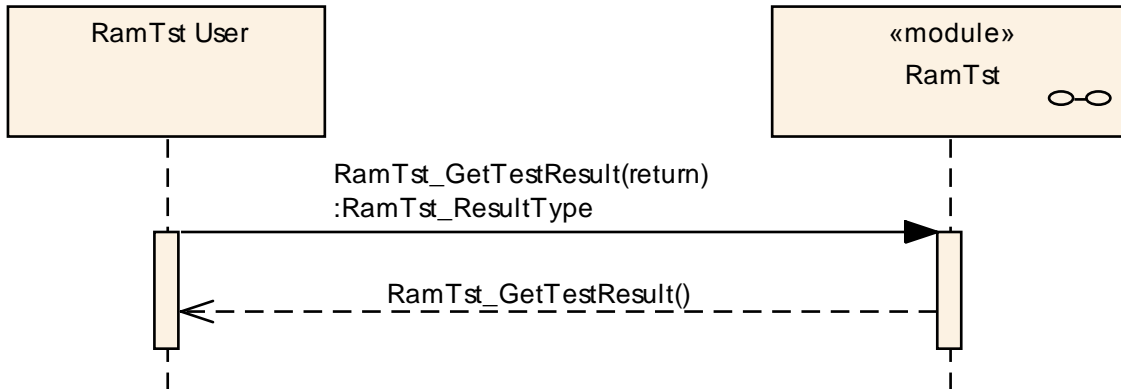 RamTst User
«module»
RamTst
RamTst_GetTestResult(return)
:RamTst_ResultType
RamTst_GetTestResult()